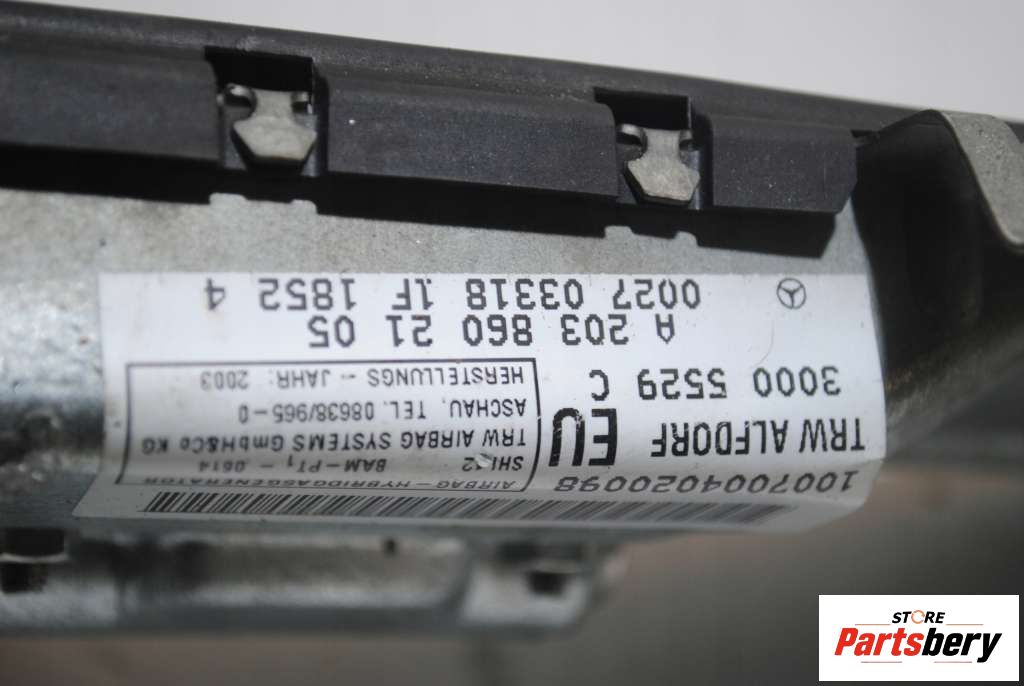 1007004020098
TRW ALFDORF EU
3000 5529 C
A 203 860 21 05
0027 03318 1F 1852 4
AIRBAG - HYBRIDGASGENERATOR
BAM-PT1 - 0614
TRW AIRBAG SYSTEMS GmbH&Co KG
ASCHAU, TEL. 08638/965-0
HERSTELLUNGS - JAHR: 2003
STORE
Partsbery